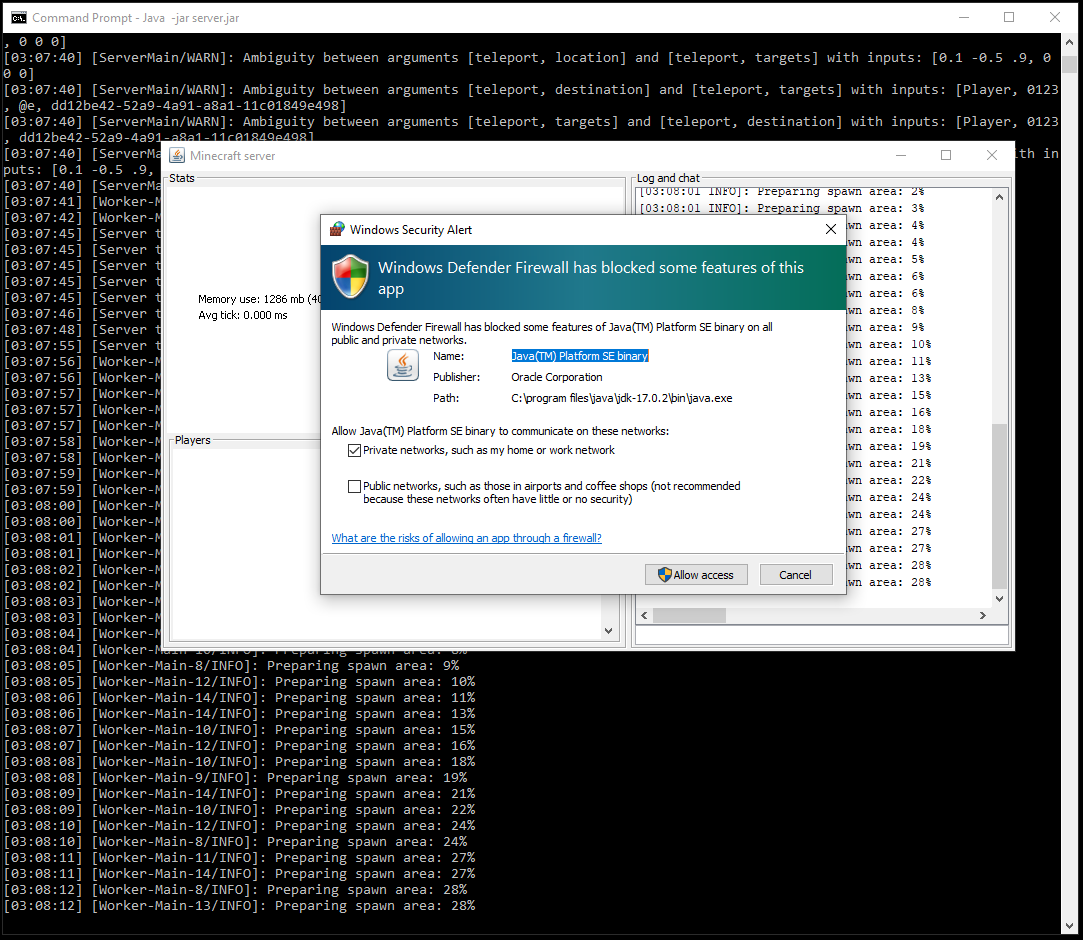 Command Prompt - Java  -jar server.jar
, 0 0 0]
[03:07:40] [ServerMain/WARN]: Ambiguity between arguments [teleport, location] and [teleport, targets] with inputs: [0.1 -0.5 .9, 0
0 0]
[03:07:40] [ServerMain/WARN]: Ambiguity between arguments [teleport, destination] and [teleport, targets] with inputs: [Player, 0123
, @e, dd12be42-52a9-4a91-a8a1-11c01849e498]
[03:07:40] [ServerMain/WARN]: Ambiguity between arguments [teleport, targets] and [teleport, destination] with inputs: [Player, 0123
, dd12be42-52a9-4a91-a8a1-11c01849e498]
[03:07:40] [ServerMa
ith in
puts: [0.1 -0.5 .9,
[03:07:40] [ServerMa
[03:07:41] [Worker-M
[03:07:42] [Worker-M
[03:07:45] [Server t
[03:07:45] [Server t
[03:07:45] [Server t
[03:07:45] [Server t
[03:07:45] [Server t
[03:07:46] [Server t
[03:07:48] [Server t
[03:07:55] [Server t
[03:07:56] [Worker-M
[03:07:56] [Worker-M
[03:07:57] [Worker-M
[03:07:57] [Worker-M
[03:07:57] [Worker-M
[03:07:58] [Worker-M
[03:07:58] [Worker-M
[03:07:59] [Worker-M
[03:07:59] [Worker-M
[03:08:00] [Worker-M
[03:08:00] [Worker-M
[03:08:01] [Worker-M
[03:08:01] [Worker-M
[03:08:02] [Worker-M
[03:08:02] [Worker-M
[03:08:03] [Worker-M
[03:08:03] [Worker-M
[03:08:04] [Worker-M
[03:08:04] [Worker-Main-10/INFO]: Preparing spawn area: 8%
[03:08:05] [Worker-Main-8/INFO]: Preparing spawn area: 9%
[03:08:05] [Worker-Main-12/INFO]: Preparing spawn area: 10%
[03:08:06] [Worker-Main-14/INFO]: Preparing spawn area: 11%
[03:08:06] [Worker-Main-14/INFO]: Preparing spawn area: 13%
[03:08:07] [Worker-Main-10/INFO]: Preparing spawn area: 15%
[03:08:07] [Worker-Main-12/INFO]: Preparing spawn area: 16%
[03:08:08] [Worker-Main-10/INFO]: Preparing spawn area: 18%
[03:08:08] [Worker-Main-9/INFO]: Preparing spawn area: 19%
[03:08:09] [Worker-Main-14/INFO]: Preparing spawn area: 21%
[03:08:09] [Worker-Main-10/INFO]: Preparing spawn area: 22%
[03:08:10] [Worker-Main-12/INFO]: Preparing spawn area: 24%
[03:08:10] [Worker-Main-8/INFO]: Preparing spawn area: 24%
[03:08:11] [Worker-Main-11/INFO]: Preparing spawn area: 27%
[03:08:11] [Worker-Main-14/INFO]: Preparing spawn area: 27%
[03:08:12] [Worker-Main-8/INFO]: Preparing spawn area: 28%
[03:08:12] [Worker-Main-13/INFO]: Preparing spawn area: 28%
Minecraft server
Stats
Memory use: 1286 mb (40
Avg tick: 0.000 ms
Players
Log and chat
[03:08:01 INFO]: Preparing spawn area: 2%
[03:08:01 INFO]: Preparing spawn area: 3%
wn area: 4%
wn area: 4%
wn area: 5%
wn area: 6%
wn area: 6%
wn area: 8%
wn area: 9%
wn area: 10%
wn area: 11%
wn area: 13%
wn area: 15%
wn area: 16%
wn area: 18%
wn area: 19%
wn area: 21%
wn area: 22%
wn area: 24%
wn area: 24%
wn area: 27%
wn area: 27%
wn area: 28%
wn area: 28%
Windows Security Alert
Windows Defender Firewall has blocked some features of this
app
Windows Defender Firewall has blocked some features of Java(TM) Platform SE binary on all
public and private networks.
Name: Java(TM) Platform SE binary
Publisher: Oracle Corporation
Path: C:\program files\java\jdk-17.0.2\bin\java.exe
Allow Java(TM) Platform SE binary to communicate on these networks:
Private networks, such as my home or work network
Public networks, such as those in airports and coffee shops (not recommended
because these networks often have little or no security)
What are the risks of allowing an app through a firewall?
Allow access
Cancel